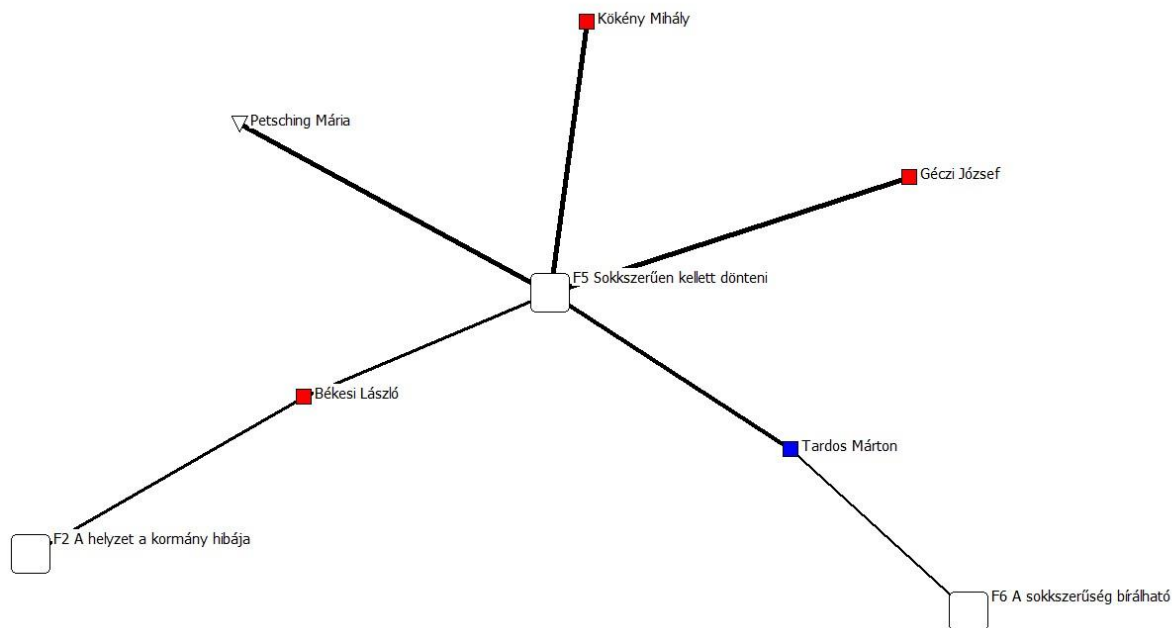 Kökény Mihály
Petsching Mária
Géczi József
F5 Sokkszerűen kellett dönteni
Békesi László
Tardos Márton
F2 A helyzet a kormány hibája
F6 A sokkszerűség bírálható